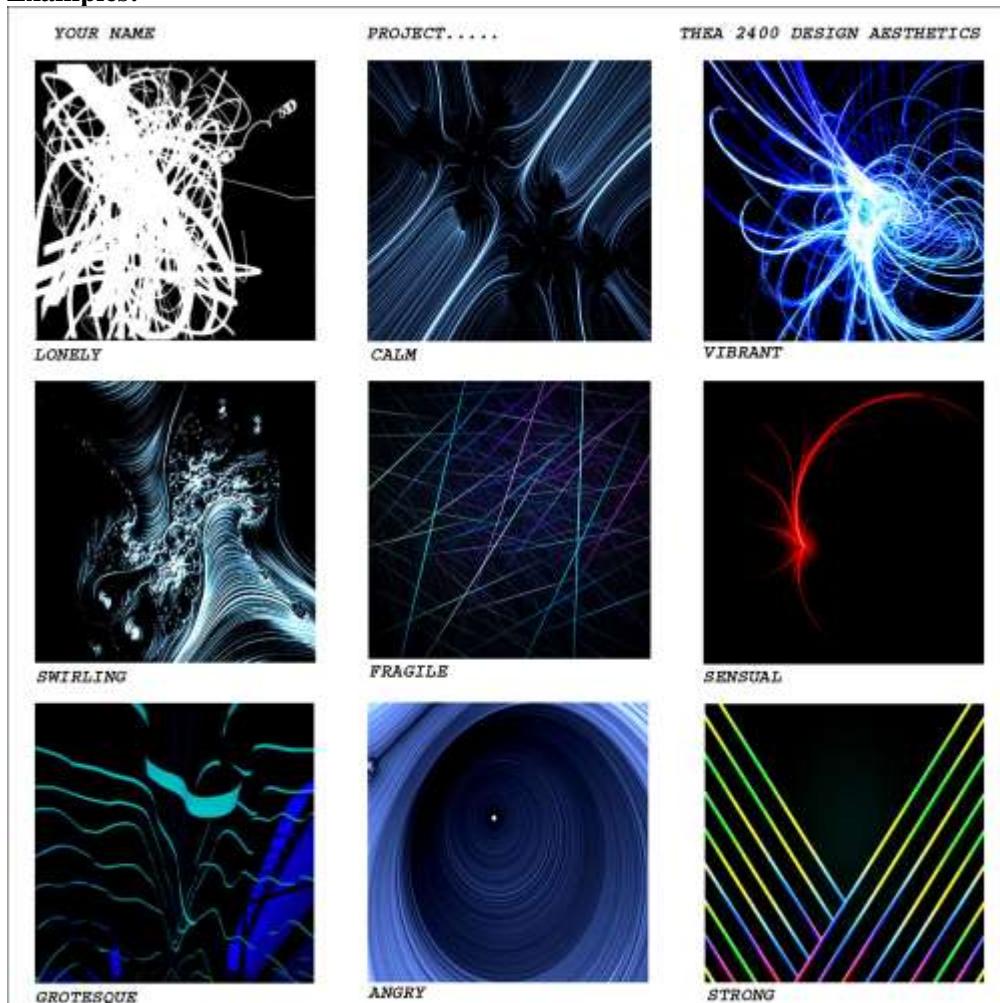 Examples:
YOUR NAME PROJECT..... THEA 2400 DESIGN AESTHETICS
LONELY CALM VIBRANT
SWIRLING FRAGILE SENSUAL
GROTESQUE ANGRY STRONG